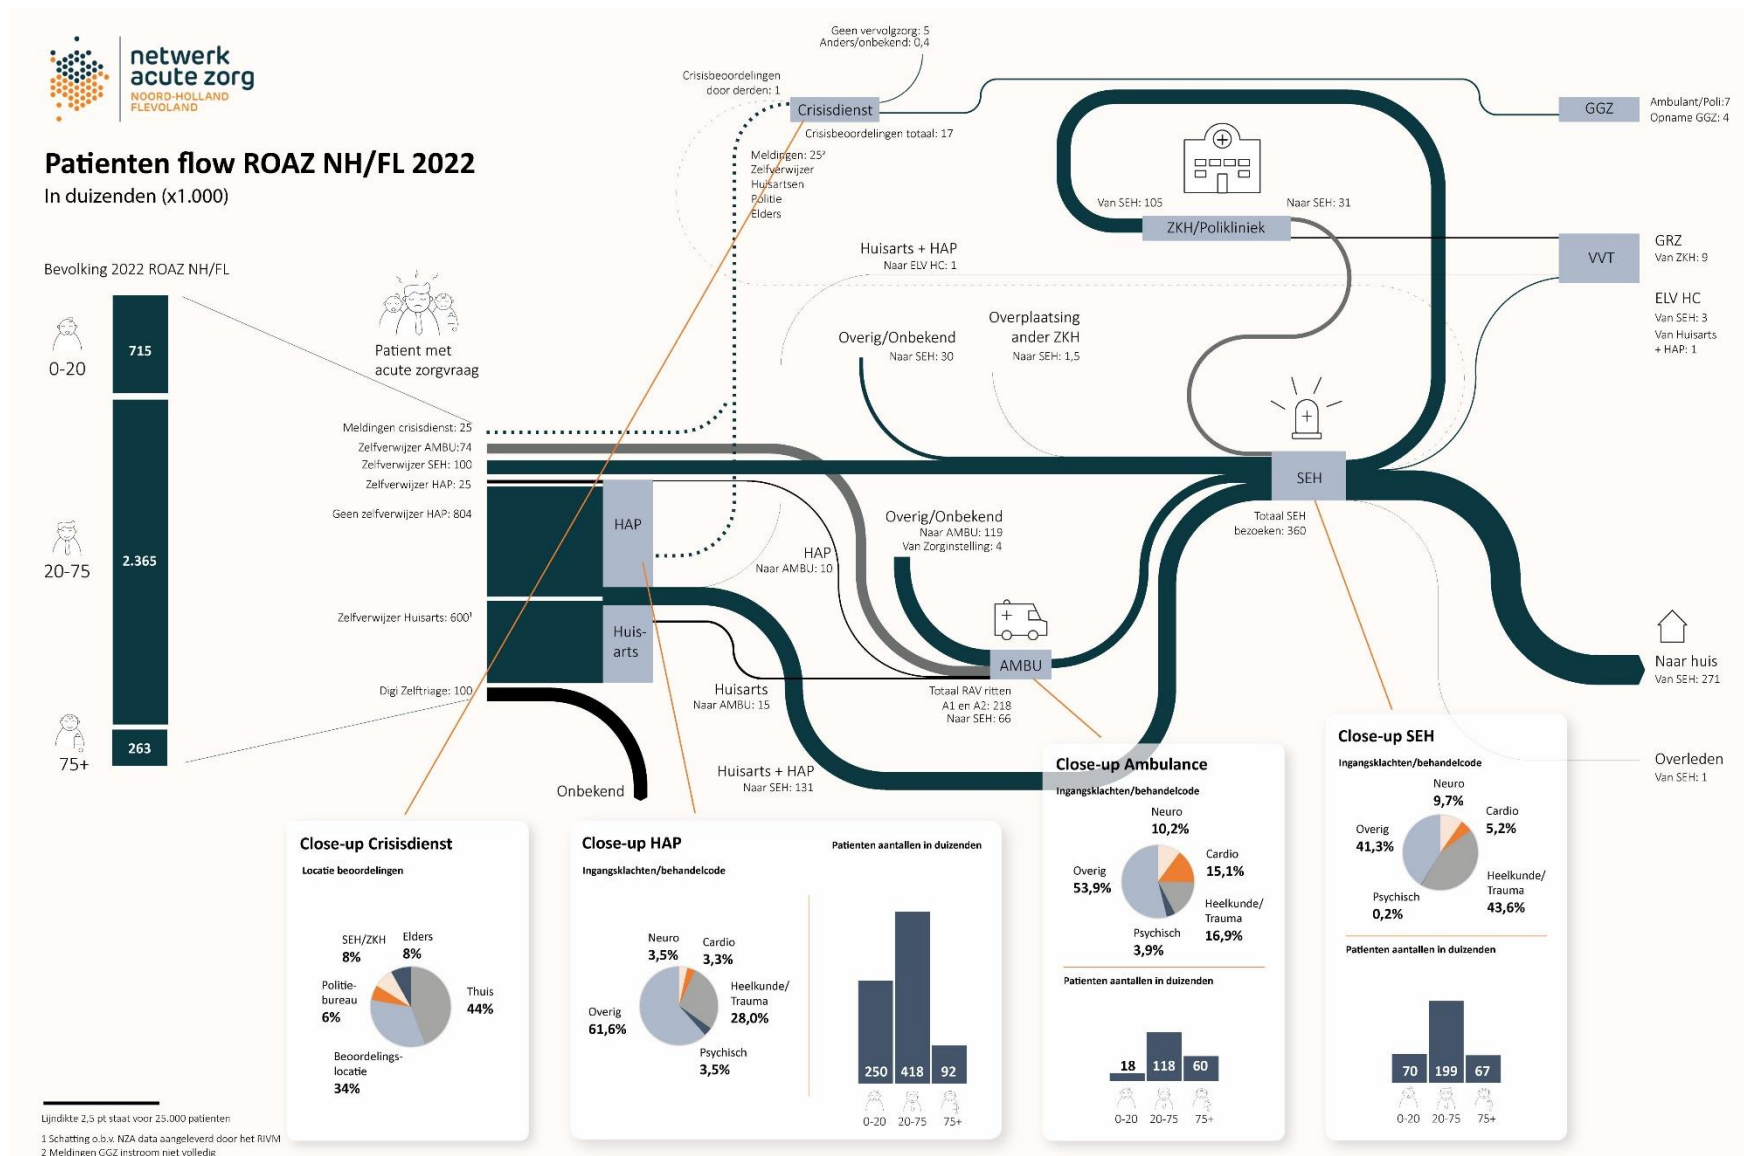 netwerk
acute zorg
NOORD-HOLLAND
FLEVOLAND
Patienten flow ROAZ NH/FL 2022
In duizenden (x1.000)
Bevolking 2022 ROAZ NH/FL
715
0-20
2.365
20-75
263
75+
Patient met
acute zorgvraag
Meldingen crisisdienst: 25
Zelfverwijzer AMBU:74
Zelfverwijzer SEH: 100
Zelfverwijzer HAP: 25
Geen zelfverwijzer HAP: 804
Zelfverwijzer Huisarts: 600¹
Digi Zelftriage: 100
HAP
Huis-
arts
Onbekend
Geen vervolgzorg: 5
Anders/onbekend: 0,4
Crisisbeoordelingen
door derden: 1
Crisisdienst
Crisisbeoordelingen totaal: 17
Meldingen: 25²
Zelfverwijzer
Huisartsen
Politie
Elders
Huisarts + HAP
Naar ELV HC: 1
Overig/Onbekend
Naar SEH: 30
Overplaatsing
ander ZKH
Naar SEH: 1,5
Overig/Onbekend
Naar AMBU: 119
Van Zorginstelling: 4
HAP
Naar AMBU: 10
Huisarts
Naar AMBU: 15
Huisarts + HAP
Naar SEH: 131
AMBU
Totaal RAV ritten
A1 en A2: 218
Naar SEH: 66
Van SEH: 105
Naar SEH: 31
ZKH/Polikliniek
SEH
Totaal SEH
bezoeken: 360
GGZ
Ambulant/Poli:7
Opname GGZ: 4
VVT
GRZ
Van ZKH: 9
ELV HC
Van SEH: 3
Van Huisarts
+ HAP: 1
Naar huis
Van SEH: 271
Overleden
Van SEH: 1
Close-up Crisisdienst
Locatie beoordelingen
SEH/ZKH
8%
Elders
8%
Politie-
bureau
6%
Thuis
44%
Beoordelings-
locatie
34%
Close-up HAP
Ingangsklachten/behandelcode
Neuro
3,5%
Cardio
3,3%
Heelkunde/
Trauma
28,0%
Overig
61,6%
Psychisch
3,5%
Patienten aantallen in duizenden
250 418 92
0-20 20-75 75+
Close-up Ambulance
Ingangsklachten/behandelcode
Neuro
10,2%
Overig
53,9%
Cardio
15,1%
Heelkunde/
Trauma
16,9%
Psychisch
3,9%
Patienten aantallen in duizenden
18 118 60
0-20 20-75 75+
Close-up SEH
Ingangsklachten/behandelcode
Neuro
9,7%
Cardio
5,2%
Overig
41,3%
Heelkunde/
Trauma
43,6%
Psychisch
0,2%
Patienten aantallen in duizenden
70 199 67
0-20 20-75 75+
Lijndikte 2,5 pt staat voor 25.000 patienten
1 Schatting o.b.v. NZA data aangeleverd door het RIVM
2 Meldingen GGZ instroom niet volledig